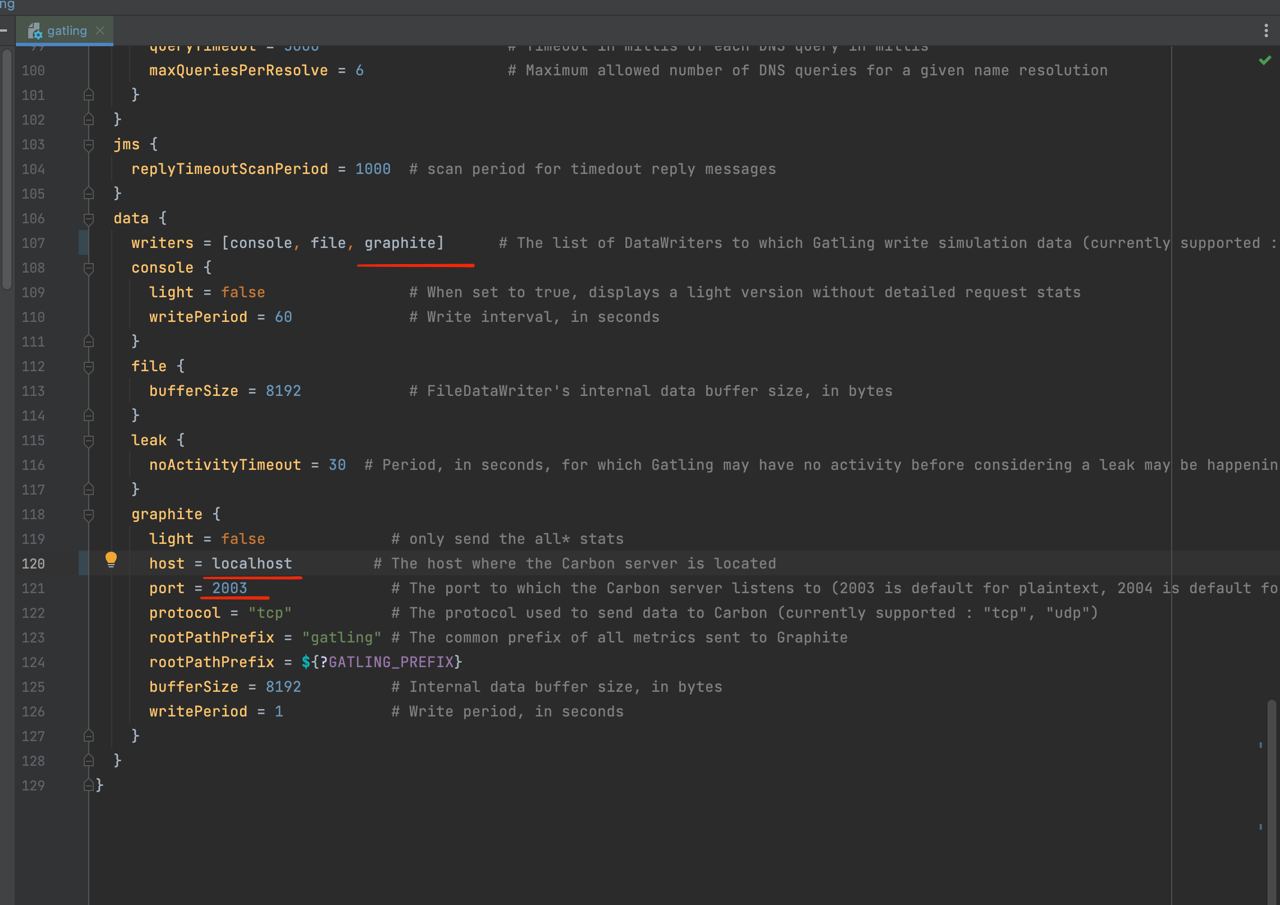 ng
gatling
99 queryTimeout = 5000 # Timeout in millis of each DNS query in millis
100 maxQueriesPerResolve = 6 # Maximum allowed number of DNS queries for a given name resolution
101 }
102 }
103 jms {
104 replyTimeoutScanPeriod = 1000 # scan period for timedout reply messages
105 }
106 data {
107 writers = [console, file, graphite] # The list of DataWriters to which Gatling write simulation data (currently supported :
108 console {
109 light = false # When set to true, displays a light version without detailed request stats
110 writePeriod = 60 # Write interval, in seconds
111 }
112 file {
113 bufferSize = 8192 # FileDataWriter's internal data buffer size, in bytes
114 }
115 leak {
116 noActivityTimeout = 30 # Period, in seconds, for which Gatling may have no activity before considering a leak may be happenin
117 }
118 graphite {
119 light = false # only send the all* stats
120 host = localhost # The host where the Carbon server is located
121 port = 2003 # The port to which the Carbon server listens to (2003 is default for plaintext, 2004 is default fo
122 protocol = "tcp" # The protocol used to send data to Carbon (currently supported : "tcp", "udp")
123 rootPathPrefix = "gatling" # The common prefix of all metrics sent to Graphite
124 rootPathPrefix = ${?GATLING_PREFIX}
125 bufferSize = 8192 # Internal data buffer size, in bytes
126 writePeriod = 1 # Write period, in seconds
127 }
128 }
129 }